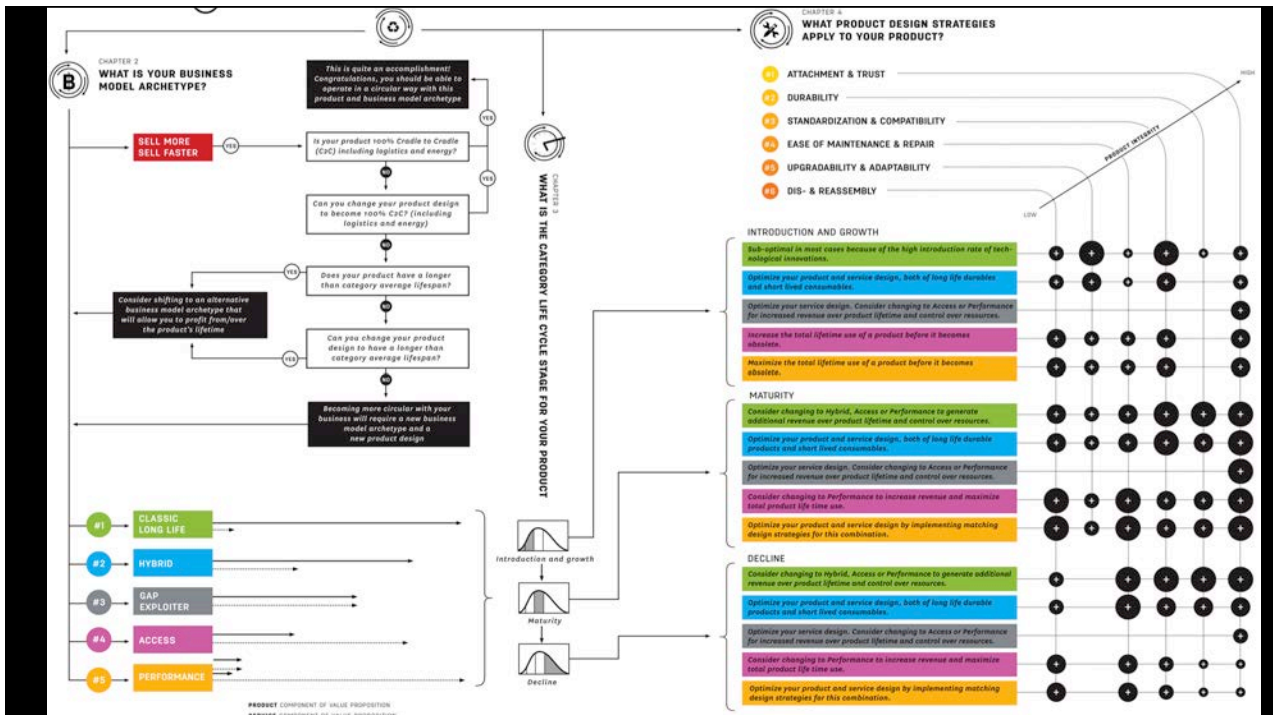 CHAPTER 2
WHAT IS YOUR BUSINESS
MODEL ARCHETYPE?
B
SELL MORE
SELL FASTER
YES
This is quite an accomplishment!
Congratulations, you should be able to
operate in a circular way with this
product and business model archetype
YES
Is your product 100% Cradle to Cradle
(C2C) including logistics and energy?
NO
YES
Can you change your product design
to become 100% C2C? (including
logistics and energy)
NO
YES
Does your product have a longer
than category average lifespan?
Consider shifting to an alternative
business model archetype that
will allow you to profit from/over
the product's lifetime
NO
Can you change your product
design to have a longer than
category average lifespan?
YES
NO
Becoming more circular with your
business will require a new business
model archetype and a
new product design
#1
CLASSIC
LONG LIFE
#2
HYBRID
#3
GAP
EXPLOITER
#4
ACCESS
#5
PERFORMANCE
PRODUCT COMPONENT OF VALUE PROPOSITION
SERVICE COMPONENT OF VALUE PROPOSITION
CHAPTER 3
WHAT IS THE CATEGORY LIFE CYCLE STAGE FOR YOUR PRODUCT
Introduction and growth
Maturity
Decline
CHAPTER 4
WHAT PRODUCT DESIGN STRATEGIES
APPLY TO YOUR PRODUCT?
#1 ATTACHMENT & TRUST
#2 DURABILITY
#3 STANDARDIZATION & COMPATIBILITY
#4 EASE OF MAINTENANCE & REPAIR
#5 UPGRADABILITY & ADAPTABILITY
#6 DIS- & REASSEMBLY
HIGH
PRODUCT INTEGRITY
LOW
INTRODUCTION AND GROWTH
Sub-optimal in most cases because of the high introduction rate of tech-
nological innovations.
Optimize your product and service design, both of long life durables
and short lived consumables.
Optimize your service design. Consider changing to Access or Performance
for increased revenue over product lifetime and control over resources.
Increase the total lifetime use of a product before it becomes
obsolete.
Maximize the total lifetime use of a product before it becomes
obsolete.
MATURITY
Consider changing to Hybrid, Access or Performance to generate
additional revenue over product lifetime and control over resources.
Optimize your product and service design, both of long life durable
products and short lived consumables.
Optimize your service design. Consider changing to Access or Performance
for increased revenue over product lifetime and control over resources.
Consider changing to Performance to increase revenue and maximize
total product life time use.
Optimize your product and service design by implementing matching
design strategies for this combination.
DECLINE
Consider changing to Hybrid, Access or Performance to generate additional
revenue over product lifetime and control over resources.
Optimize your product and service design, both of long life durable
products and short lived consumables.
Optimize your service design. Consider changing to Access or Performance
for increased revenue over product lifetime and control over resources.
Consider changing to Performance to increase revenue and maximize
total product life time use.
Optimize your product and service design by implementing matching
design strategies for this combination.